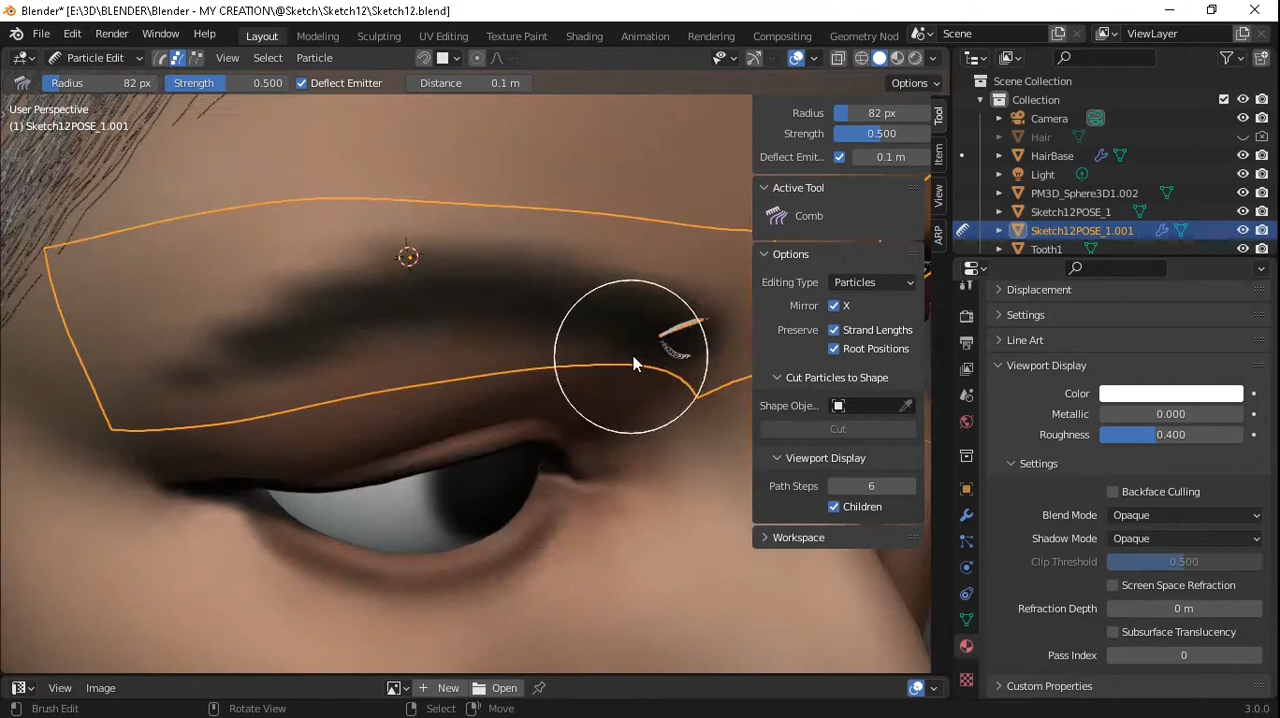 Blender* [E:\3D\BLENDER\Blender - MY CREATION\@Sketch\Sketch12\Sketch12.blend]
File Edit Render Window Help Layout Modeling Sculpting UV Editing Texture Paint Shading Animation Rendering Compositing Geometry Nod Scene ViewLayer
Particle Edit View Select Particle
Radius 82 px Strength 0.500 Deflect Emitter Distance 0.1 m Options
User Perspective
(1) Sketch12POSE_1.001
Radius 82 px
Strength 0.500
Deflect Emit... 0.1 m
Active Tool
Comb
Options
Editing Type Particles
Mirror X
Preserve Strand Lengths
Root Positions
Cut Particles to Shape
Shape Obje...
Cut
Viewport Display
Path Steps 6
Children
Workspace
Tool
Item
View
ARP
Scene Collection
Collection
Camera
Hair
HairBase
Light
PM3D_Sphere3D1.002
Sketch12POSE_1
Sketch12POSE_1.001
Tooth1
Displacement
Settings
Line Art
Viewport Display
Color
Metallic 0.000
Roughness 0.400
Settings
Backface Culling
Blend Mode Opaque
Shadow Mode Opaque
Clip Threshold 0.500
Screen Space Refraction
Refraction Depth 0 m
Subsurface Translucency
Pass Index 0
Custom Properties
View Image New Open
Brush Edit Rotate View Select Move 3.0.0